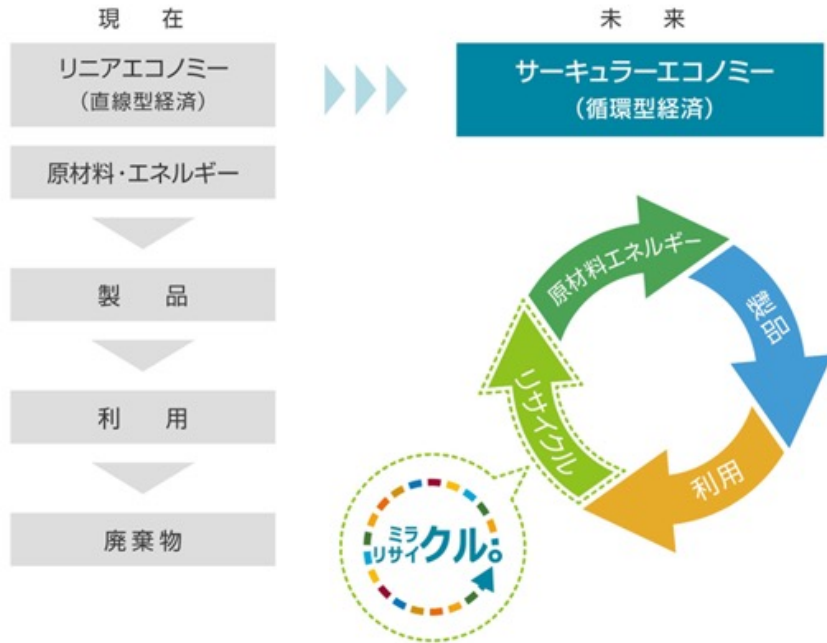 現　在
リニアエコノミー
（直線型経済）
原材料・エネルギー
製　品
利　用
廃棄物
未　来
サーキュラーエコノミー
（循環型経済）
原材料エネルギー
製品
利用
リサイクル
ミラ
リサイクル。